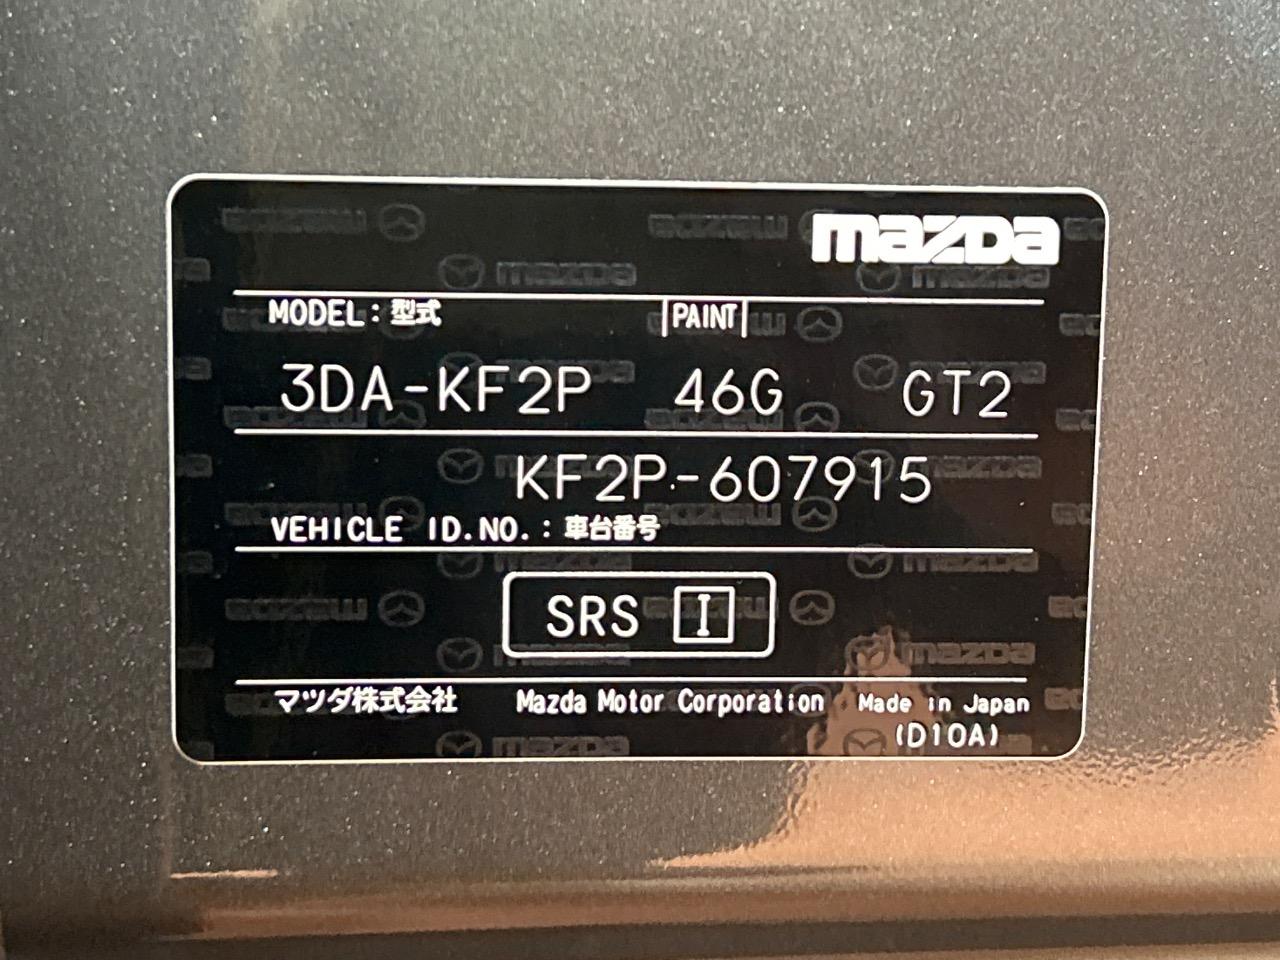 mazda
MODEL：型式 PAINT
3DA-KF2P 46G GT2
KF2P-607915
VEHICLE ID.NO.：車台番号
SRS I
マツダ株式会社 Mazda Motor Corporation Made in Japan
(D10A)